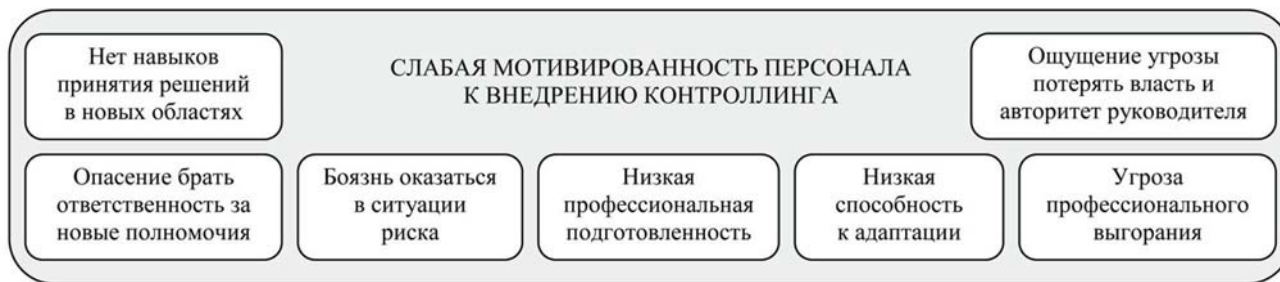 Нет навыков
принятия решений
в новых областях
СЛАБАЯ МОТИВИРОВАННОСТЬ ПЕРСОНАЛА
К ВНЕДРЕНИЮ КОНТРОЛЛИНГА
Ощущение угрозы
потерять власть и
авторитет руководителя
Опасение брать
ответственность за
новые полномочия
Боязнь оказаться
в ситуации
риска
Низкая
профессиональная
подготовленность
Низкая
способность
к адаптации
Угроза
профессионального
выгорания